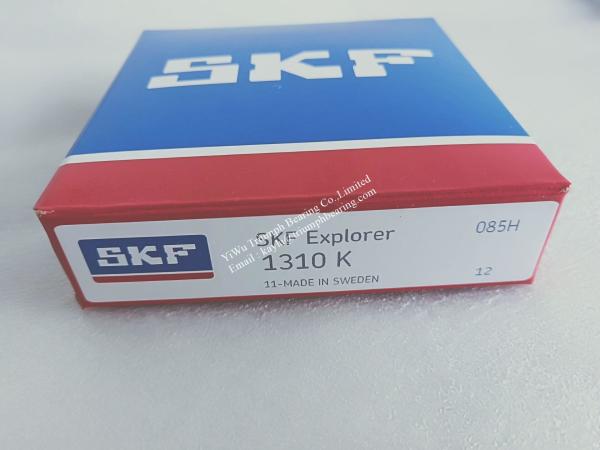 SKF
SKF
SKF Explorer
1310 K
11-MADE IN SWEDEN
085H
12
YiWu Triumph Bearing Co.,Limited